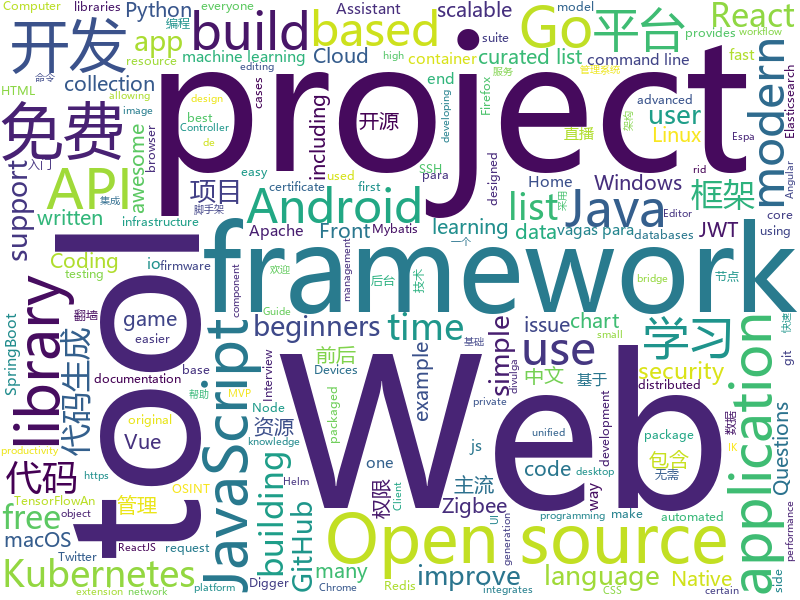 Computer
libraries
Python
everyone
Interview
provides
suite
Assistant
model
React
workflow
programming
编程
project
Go
平台
开发
build
based
scalable
resource
machine learning
Cloud
container
curated list
app
fast
editing
collection
command line
HTML
命令
cases
end
advanced
管理系统
high
allowing
image
免费
design
including
developing
Firefox
服务
modern
Elasticsearch
best
user
Controller
awesome
browser
开源
直播
架构
Linux
de
Android
SSH
designed
support
入门
API
项目
easy
used
first
para
Home
Windows
框架
Angular
certificate
written
脚手架
集成
infrastructure
list
Java
Editor
Apache
Front
learning
data
vagas para
Mybatis
JWT
core
Coding
testing
framework
io
firmware
management
欢迎
后台
技术
一个
databases
using
tool
Web
翻墙
game
easier
component
beginners
time
issue
chart
学习
bridge
节点
快速
Guide
基础
small
SpringBoot
library
代码生成
documentation
base
JavaScript
前后
use
simple
security
git
Devices
application
example
中文
基于
distributed
帮助
MVP
packaged
Vue
original
资源
Node
building
Questions
数据
代码
js
code
package
development
productivity
https
GitHub
knowledge
one
desktop
包含
无需
private
unified
way
OSINT
Helm
权限
主流
Zigbee
TensorFlow
管理
free
Open source
macOS
Digger
many
Client
language
automated
object
make
Twitter
ReactJS
request
Redis
UI
Native
side
performance
Kubernetes
improve
generation
divulga
extension
network
Chrome
integrates
CSS
certain
platform